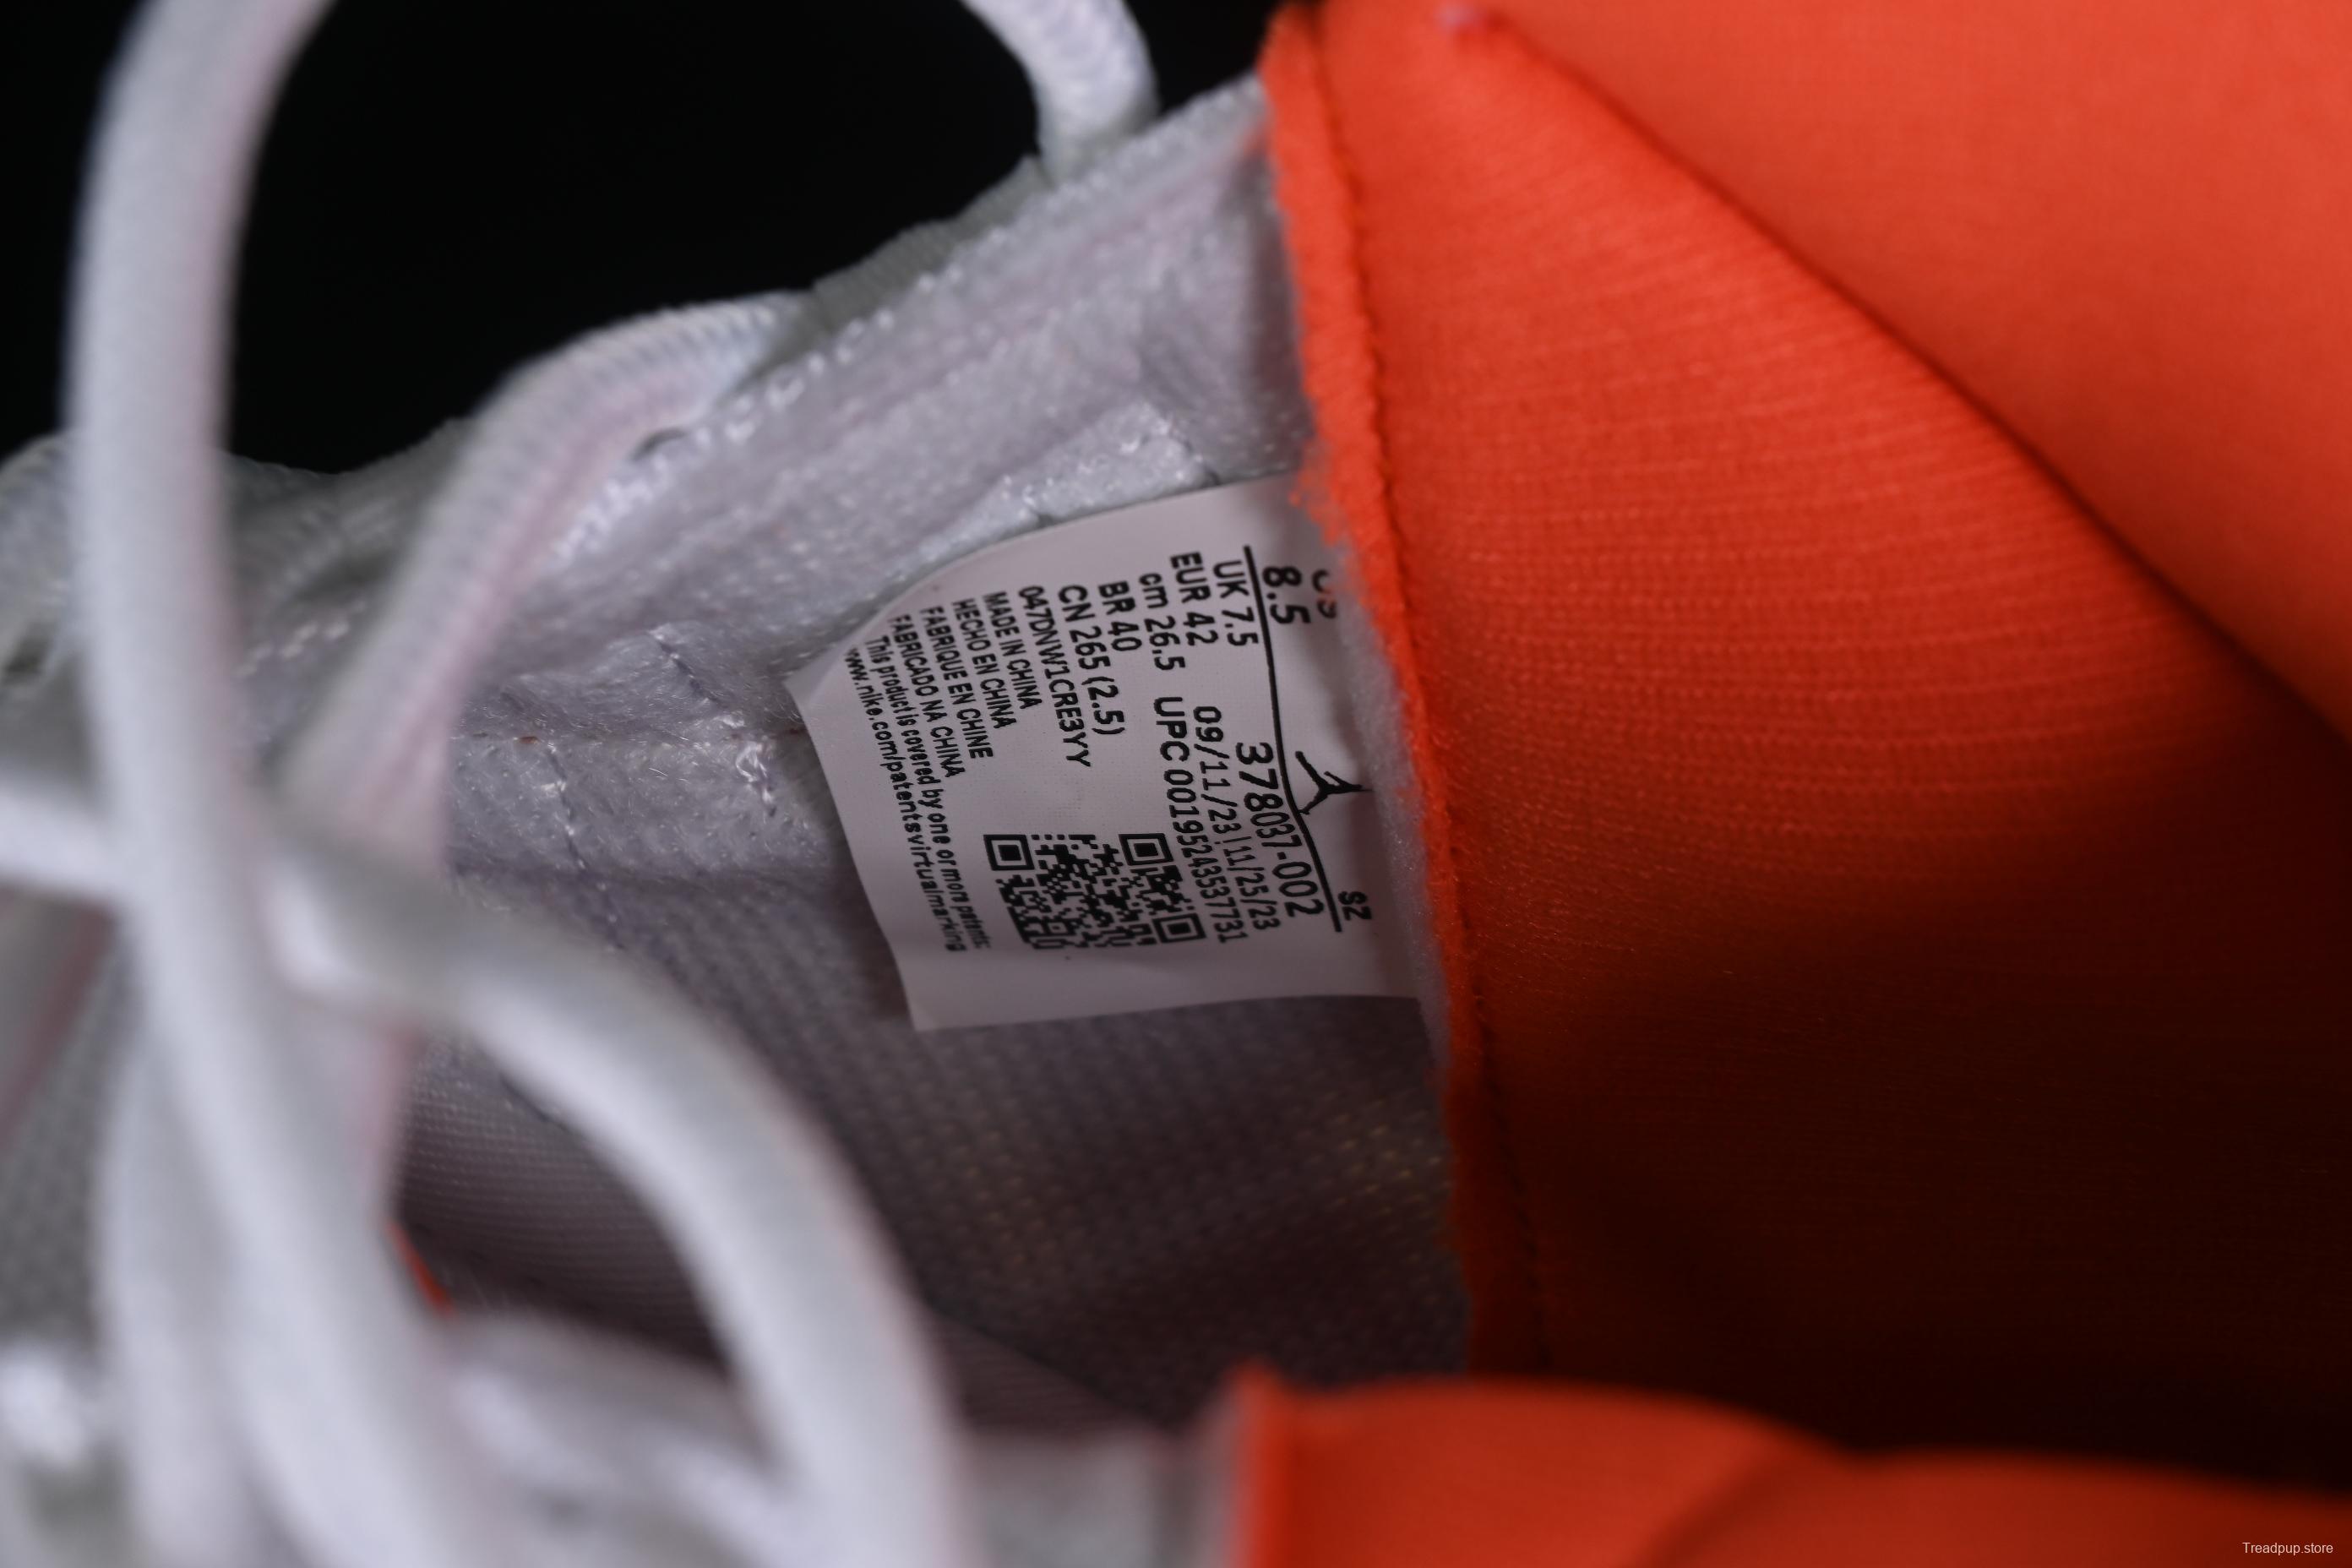 US
8.5
SZ
378037-002
UK 7.5
09/11/23 | 11/25/23
EUR 42
UPC 00195243537731
cm 26.5
BR 40
CN 265 (2.5)
047DNW1CRE3YY
MADE IN CHINA
HECHO EN CHINA
FABRIQUE EN CHINE
FABRICADO NA CHINA
This product is covered by one or more patents:
www.nike.com/patentsvirtualmarking
Treadpup.store